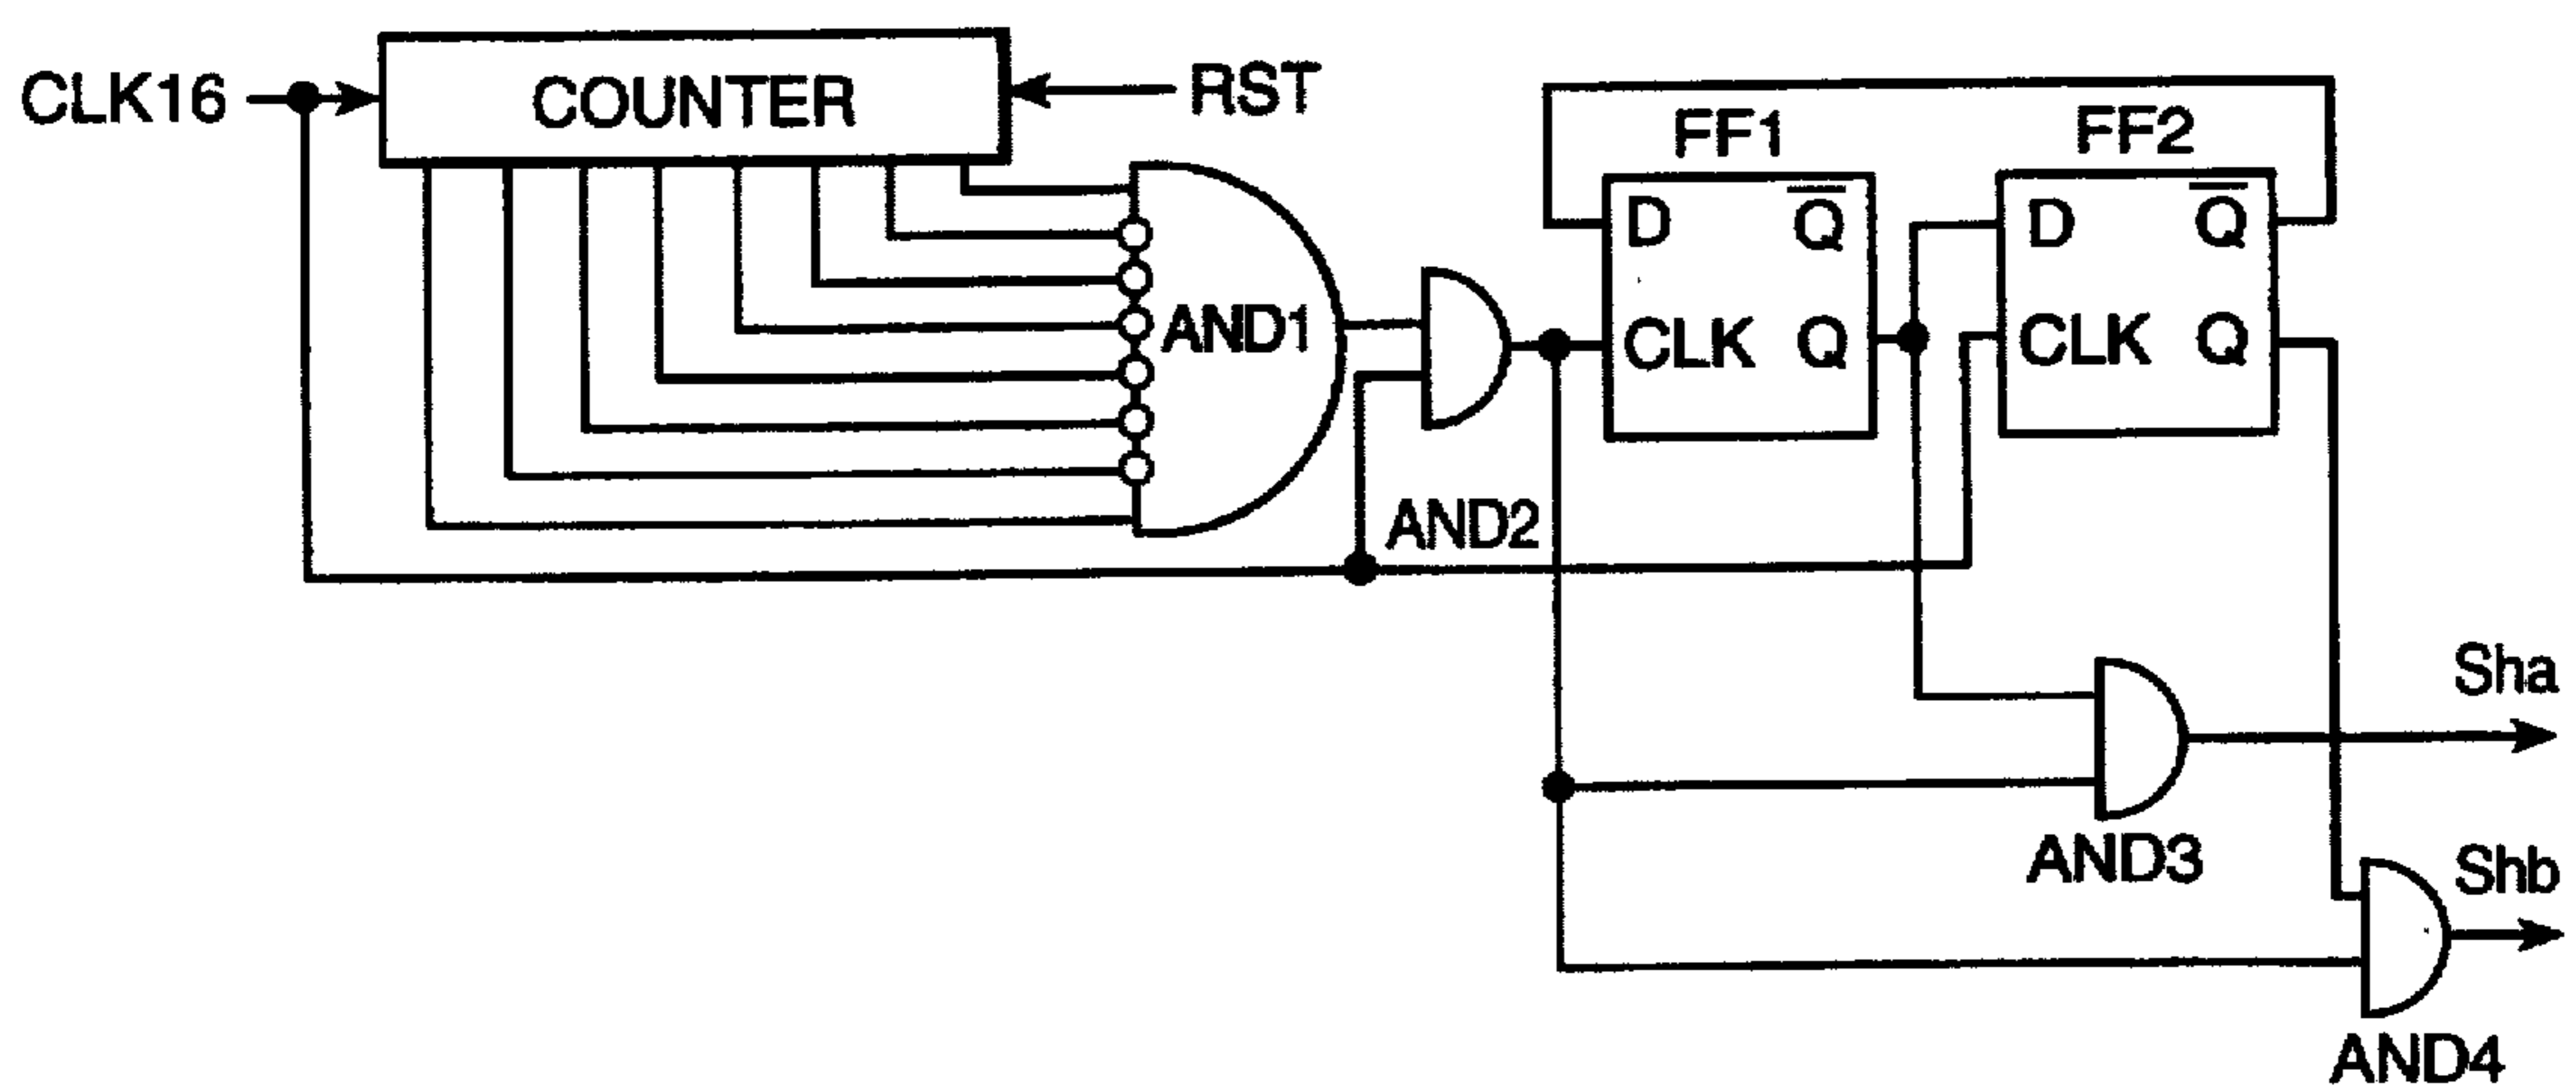 CLK16
COUNTER
RST
FF1
FF2
D
Q̅
D
Q̅
AND1
CLK
Q
CLK
Q
AND2
Sha
AND3
Shb
AND4